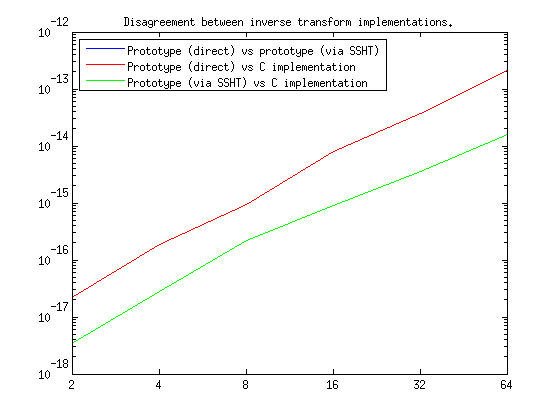 Disagreement between inverse transform implementations.
Prototype (direct) vs prototype (via SSHT)
Prototype (direct) vs C implementation
Prototype (via SSHT) vs C implementation
10^-12
10^-13
10^-14
10^-15
10^-16
10^-17
10^-18
2 4 8 16 32 64